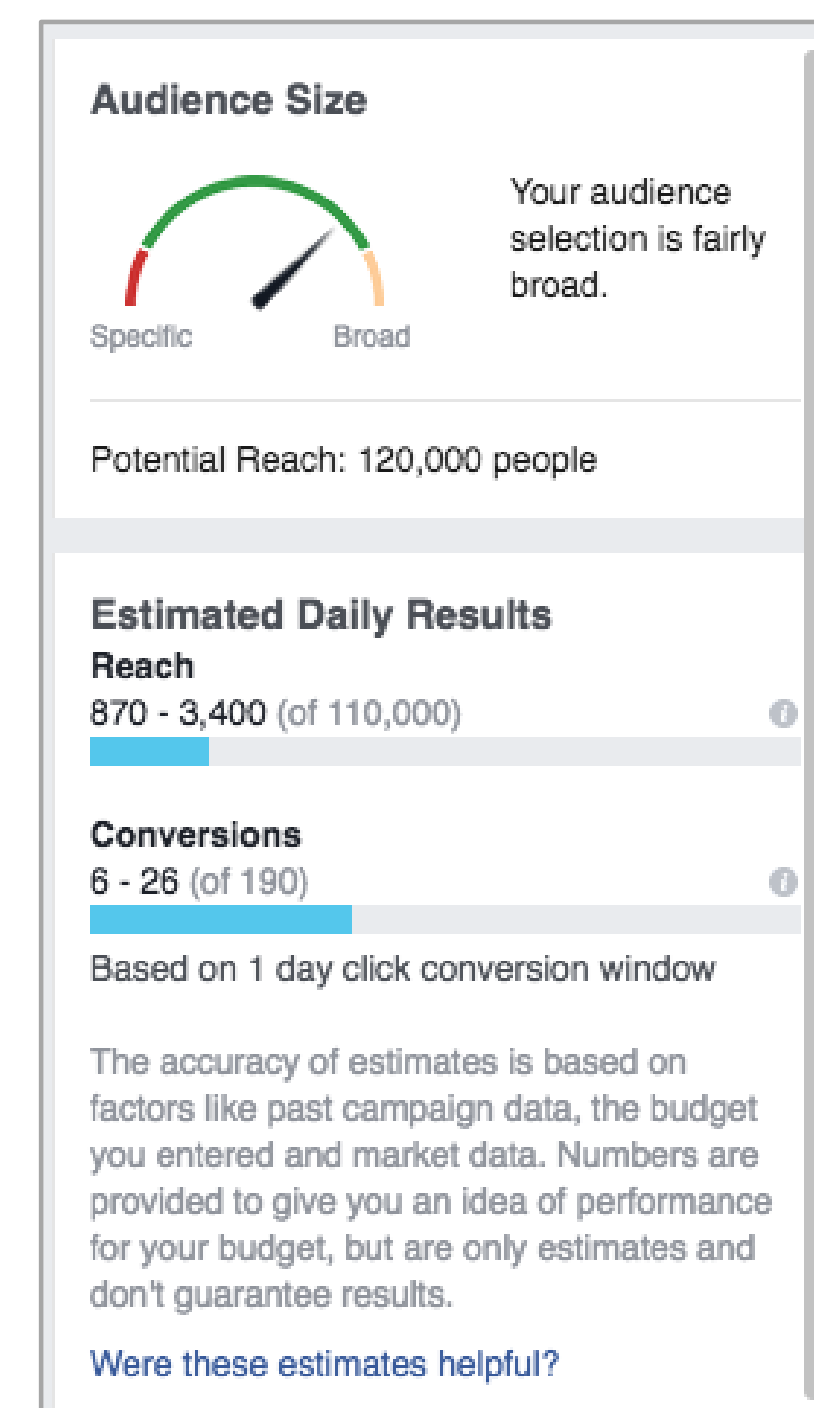 Audience Size
Your audience
selection is fairly
broad.
Specific
Broad
Potential Reach: 120,000 people
Estimated Daily Results
Reach
870 - 3,400 (of 110,000)
Conversions
6 - 26 (of 190)
Based on 1 day click conversion window
The accuracy of estimates is based on
factors like past campaign data, the budget
you entered and market data. Numbers are
provided to give you an idea of performance
for your budget, but are only estimates and
don't guarantee results.
Were these estimates helpful?